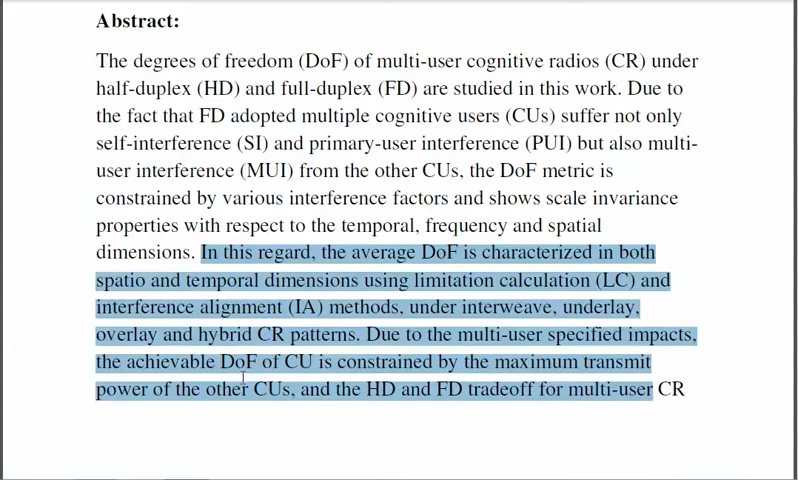 Abstract:
The degrees of freedom (DoF) of multi-user cognitive radios (CR) under
half-duplex (HD) and full-duplex (FD) are studied in this work. Due to
the fact that FD adopted multiple cognitive users (CUs) suffer not only
self-interference (SI) and primary-user interference (PUI) but also multi-
user interference (MUI) from the other CUs, the DoF metric is
constrained by various interference factors and shows scale invariance
properties with respect to the temporal, frequency and spatial
dimensions. In this regard, the average DoF is characterized in both
spatio and temporal dimensions using limitation calculation (LC) and
interference alignment (IA) methods, under interweave, underlay,
overlay and hybrid CR patterns. Due to the multi-user specified impacts,
the achievable DoF of CU is constrained by the maximum transmit
power of the other CUs, and the HD and FD tradeoff for multi-user CR